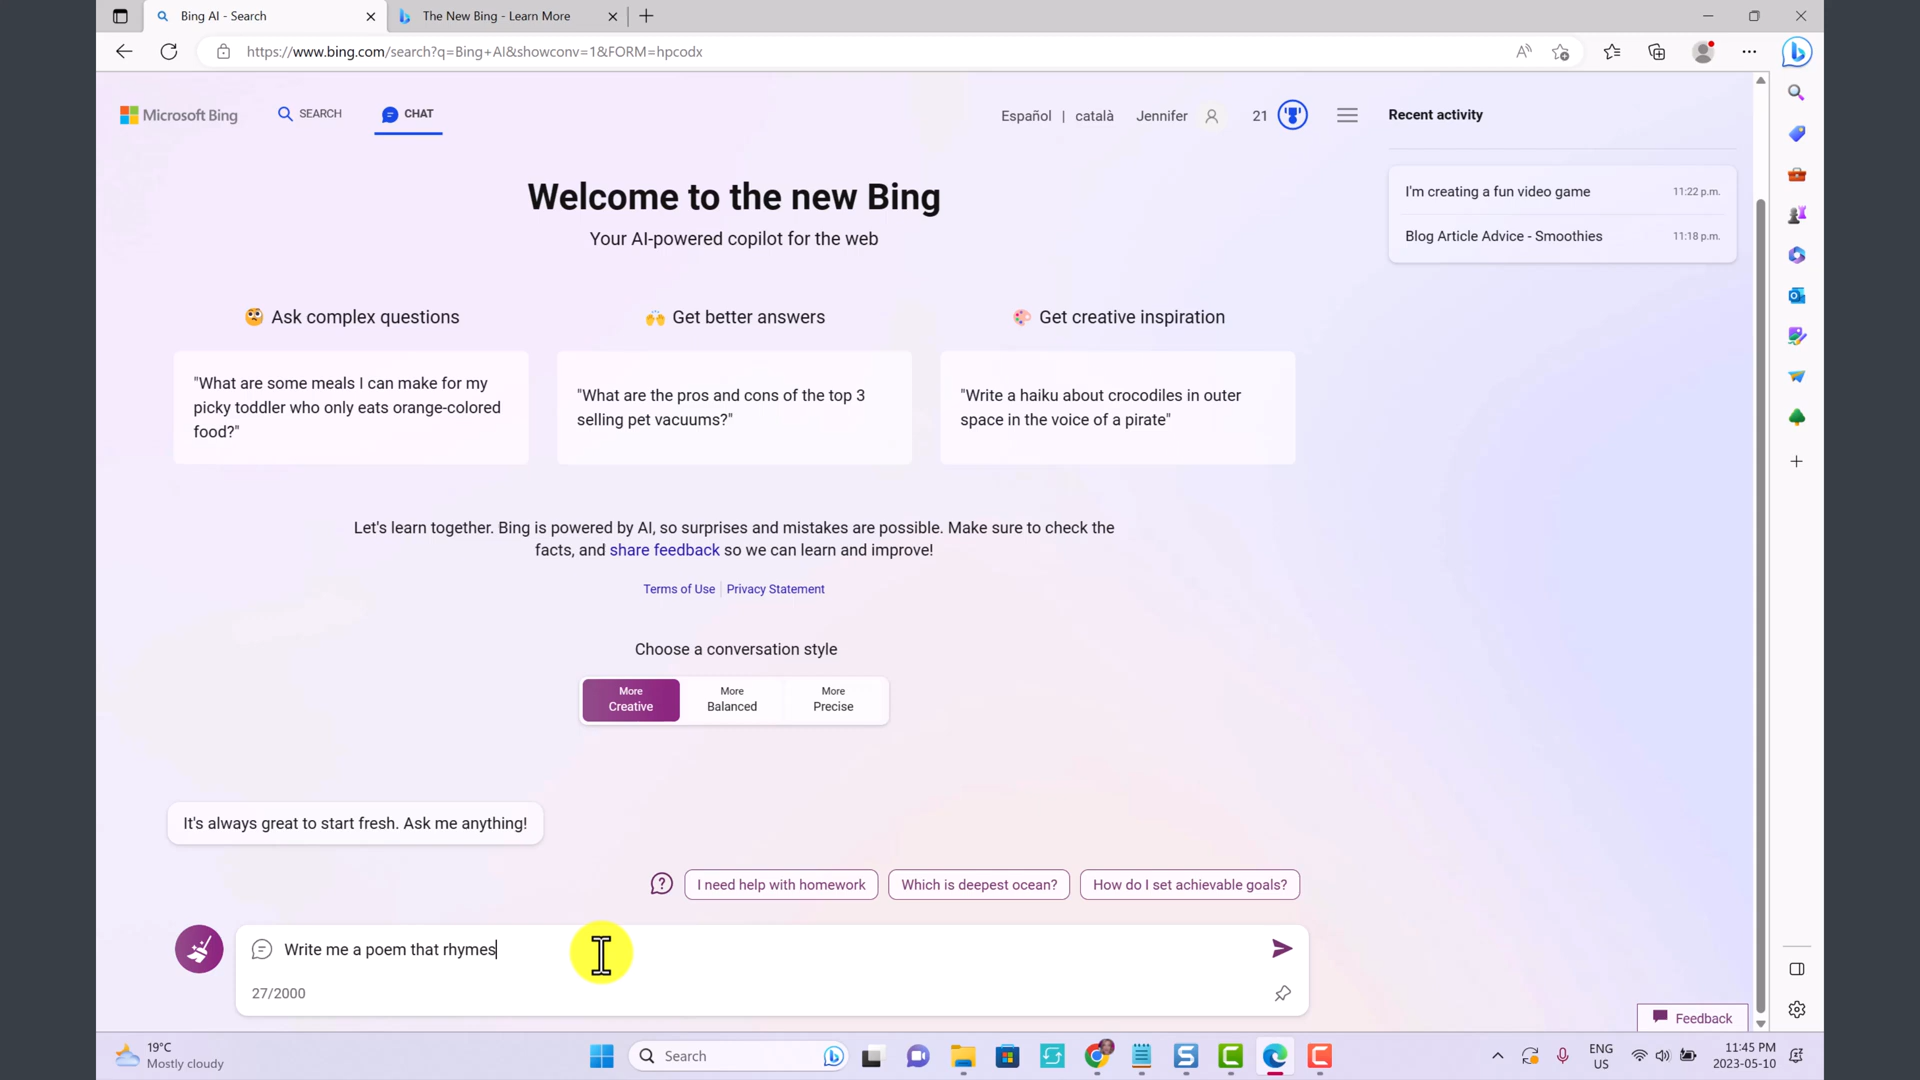 Bing AI - Search
The New Bing - Learn More
https://www.bing.com/search?q=Bing+AI&showconv=1&FORM=hpcodx
Microsoft Bing
SEARCH
CHAT
Español | català
Jennifer
21
Recent activity
I'm creating a fun video game 11:22 p.m.
Blog Article Advice - Smoothies 11:18 p.m.
Welcome to the new Bing
Your AI-powered copilot for the web
Ask complex questions
Get better answers
Get creative inspiration
"What are some meals I can make for my
picky toddler who only eats orange-colored
food?"
"What are the pros and cons of the top 3
selling pet vacuums?"
"Write a haiku about crocodiles in outer
space in the voice of a pirate"
Let's learn together. Bing is powered by AI, so surprises and mistakes are possible. Make sure to check the
facts, and share feedback so we can learn and improve!
Terms of Use | Privacy Statement
Choose a conversation style
More
Creative
More
Balanced
More
Precise
It's always great to start fresh. Ask me anything!
I need help with homework
Which is deepest ocean?
How do I set achievable goals?
Write me a poem that rhymes
27/2000
Feedback
19°C
Mostly cloudy
Search
ENG
US
11:45 PM
2023-05-10